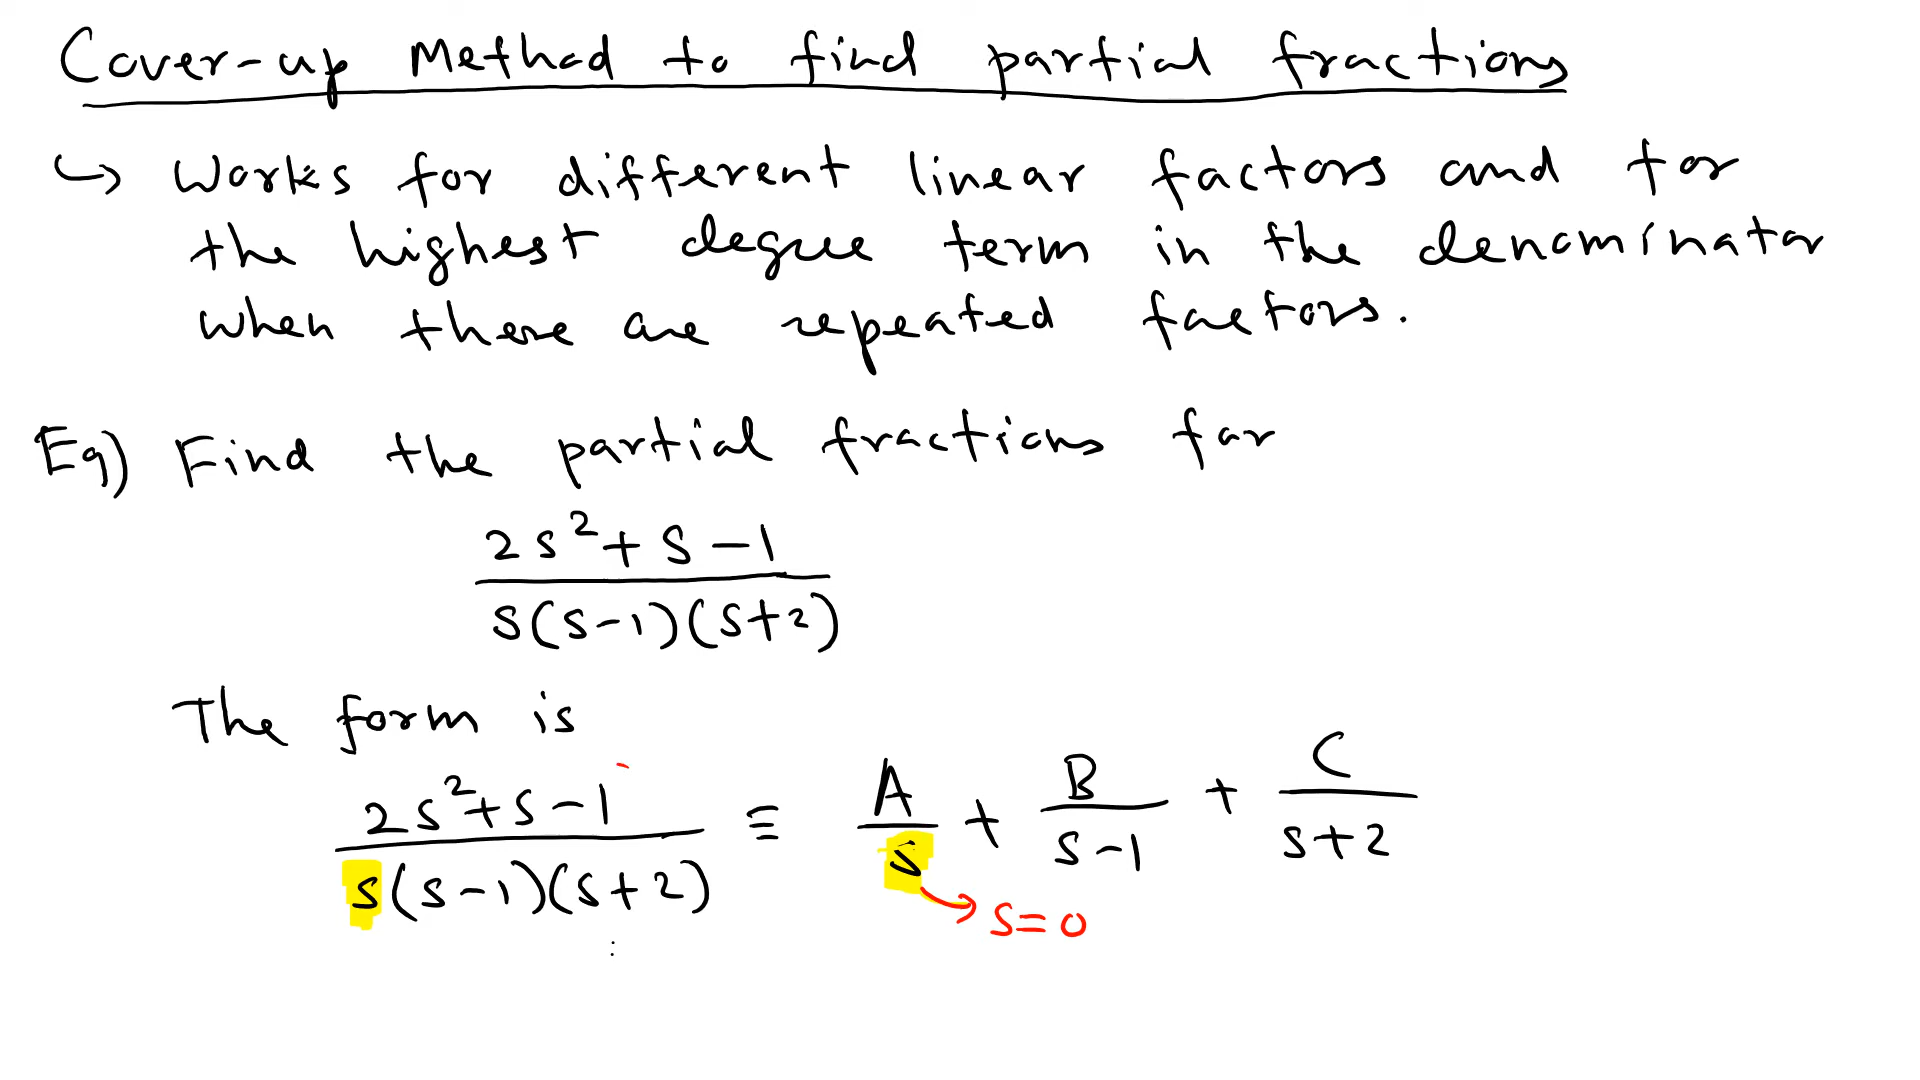 Cover-up Method to find partial fractions
↪ Works for different linear factors and for
the highest degree term in the denominator
when there are repeated factors.
Eg) Find the partial fractions for
2s²+s-1
s(s-1)(s+2)
The form is
2s²+s-1 ≡ A + B + C
s(s-1)(s+2) s s-1 s+2
s=0